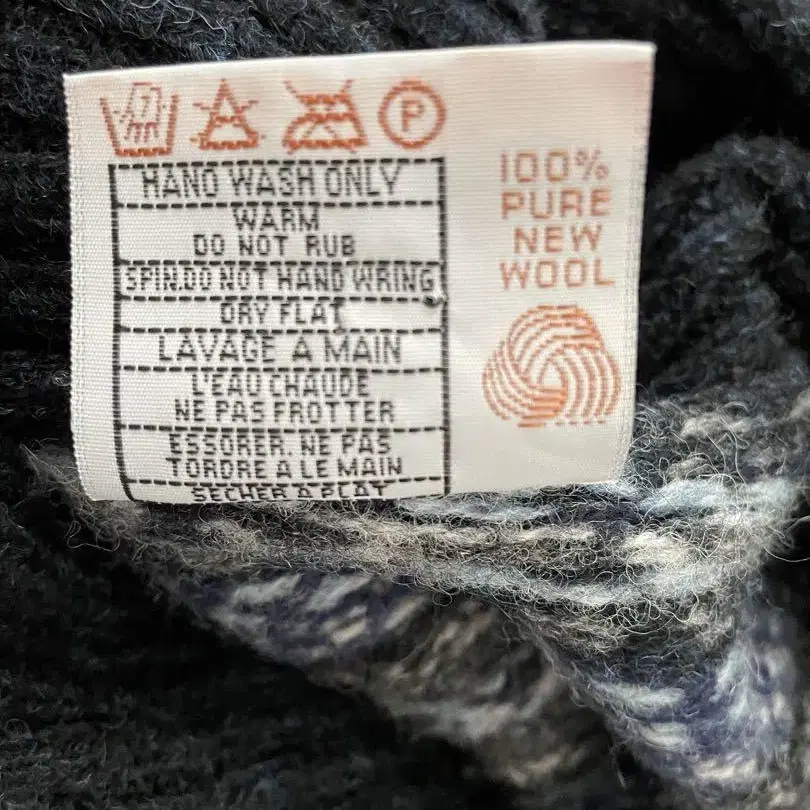 P
HAND WASH ONLY
WARM
DO NOT RUB
SPIN.DO NOT HAND WRING
DRY FLAT
LAVAGE A MAIN
L'EAU CHAUDE
NE PAS FROTTER
ESSORER. NE PAS
TORDRE A LE MAIN
SECHER A PLAT
100%
PURE
NEW
WOOL